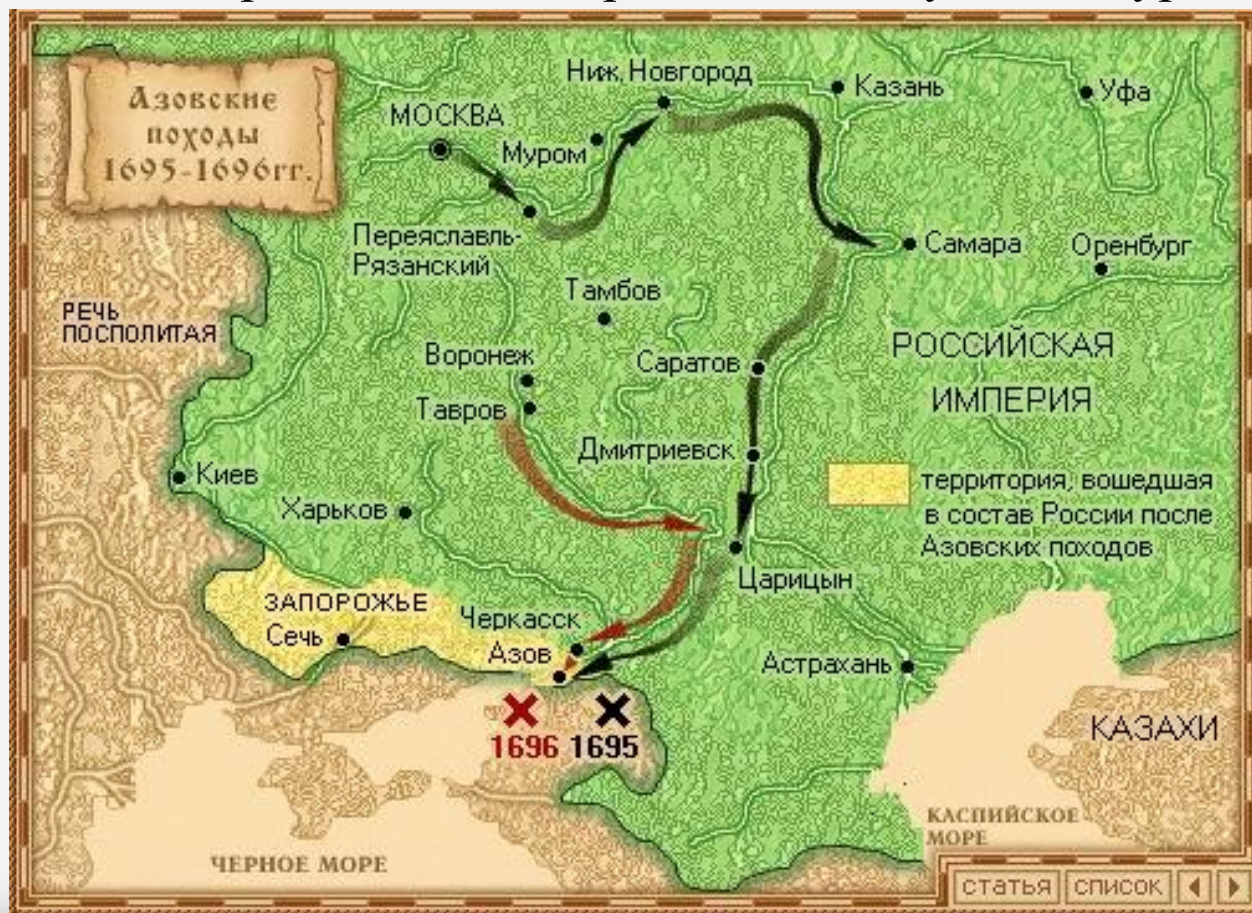 Азовские
походы
1695-1696гг.
МОСКВА
Ниж. Новгород
Казань
Уфа
Муром
Переяславль-
Рязанский
Самара
Оренбург
Тамбов
РЕЧЬ
ПОСПОЛИТАЯ
РОССИЙСКАЯ
ИМПЕРИЯ
Воронеж
Саратов
Тавров
Дмитриевск
Киев
Харьков
территория, вошедшая
в состав России после
Азовских походов
Царицын
ЗАПОРОЖЬЕ
Сечь
Черкасск
Азов
Астрахань
1696 1695
КАЗАХИ
КАСПИЙСКОЕ
МОРЕ
ЧЕРНОЕ МОРЕ
статья список